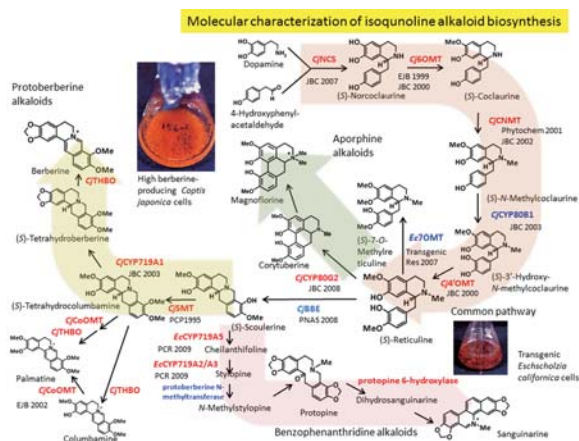 Molecular characterization of isoqunoline alkaloid biosynthesis
Dopamine
4-Hydroxyphenyl-
acetaldehyde
CjNCS
JBC 2007
(S)-Norcoclaurine
Cj6OMT
EJB 1999
JBC 2000
(S)-Coclaurine
CjCNMT
Phytochem 2001
JBC 2002
(S)-N-Methylcoclaurine
CjCYP80B1
JBC 2003
(S)-3'-Hydroxy-
N-methylcoclaurine
Cj4'OMT
JBC 2000
(S)-Reticuline
Common pathway
Transgenic
Eschscholzia
californica cells
Protoberberine
alkaloids
Berberine
CjTHBO
(S)-Tetrahydroberberine
High berberine-
producing Coptis
japonica cells
Aporphine
alkaloids
Magnoflorine
Corytuberine
CjCYP80G2
JBC 2008
(S)-7-O-
Methylre
ticuline
Ec7OMT
Transgenic
Res 2007
CjBBE
PNAS 2008
(S)-Scoulerine
CjSMT
PCP1995
CjCYP719A1
JBC 2003
(S)-Tetrahydrocolumbamine
CjCoOMT
CjTHBO
Palmatine
CjCoOMT
EJB 2002
CjTHBO
Columbamine
EcCYP719A5
PCR 2009
Cheilanthifoline
EcCYP719A2/A3
PCR 2009
Stylopine
protoberberine N-
methyltransferase
N-Methylstylopine
Protopine
protopine 6-hydroxylase
Dihydrosanguinarine
Sanguinarine
Benzophenanthridine alkaloids